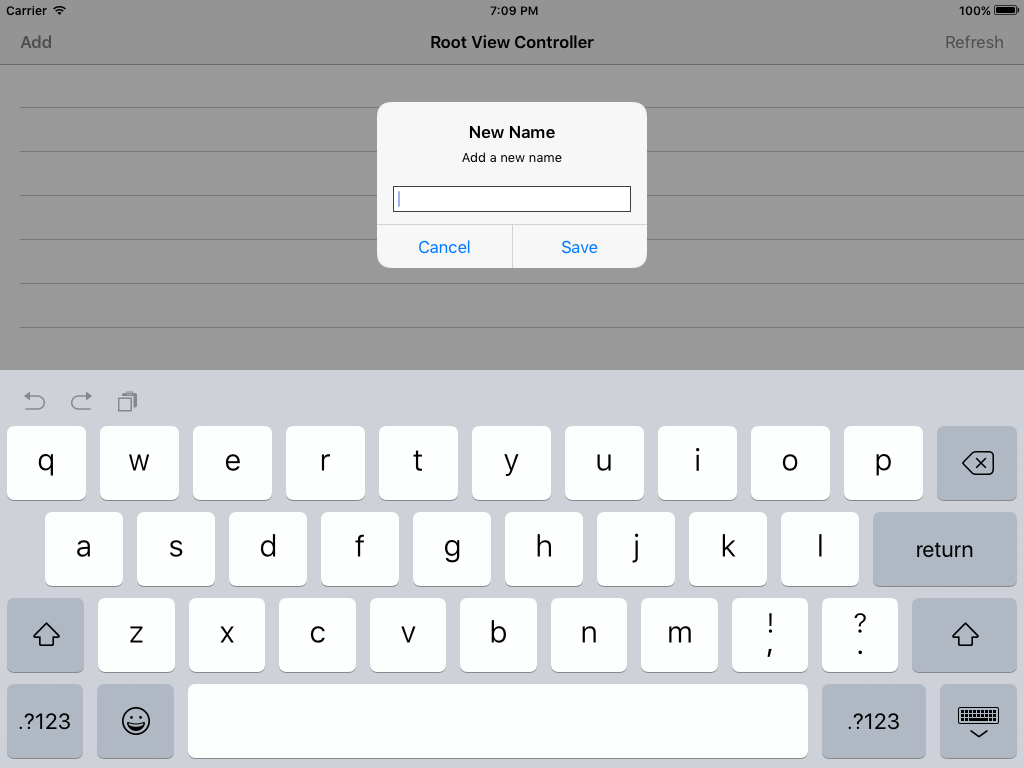 Carrier 7:09 PM 100%
Add Root View Controller Refresh
New Name
Add a new name
Cancel Save
q w e r t y u i o p
a s d f g h j k l return
z x c v b n m ! , ? .
.?123 .?123